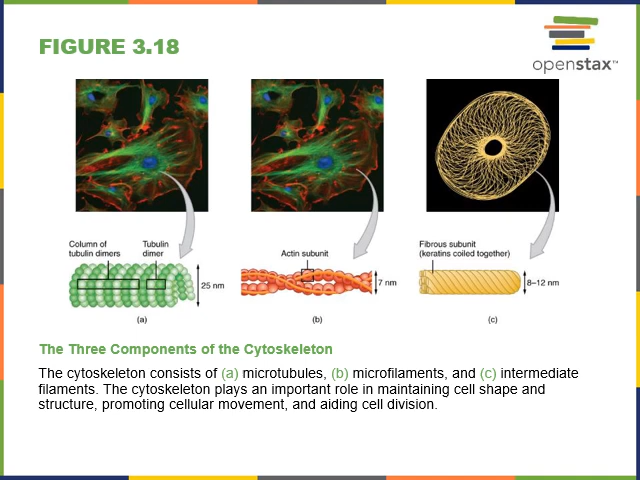 FIGURE 3.18
openstax™
Column of
tubulin dimers
Tubulin
dimer
25 nm
(a)
Actin subunit
7 nm
(b)
Fibrous subunit
(keratins coiled together)
8–12 nm
(c)
The Three Components of the Cytoskeleton
The cytoskeleton consists of (a) microtubules, (b) microfilaments, and (c) intermediate
filaments. The cytoskeleton plays an important role in maintaining cell shape and
structure, promoting cellular movement, and aiding cell division.